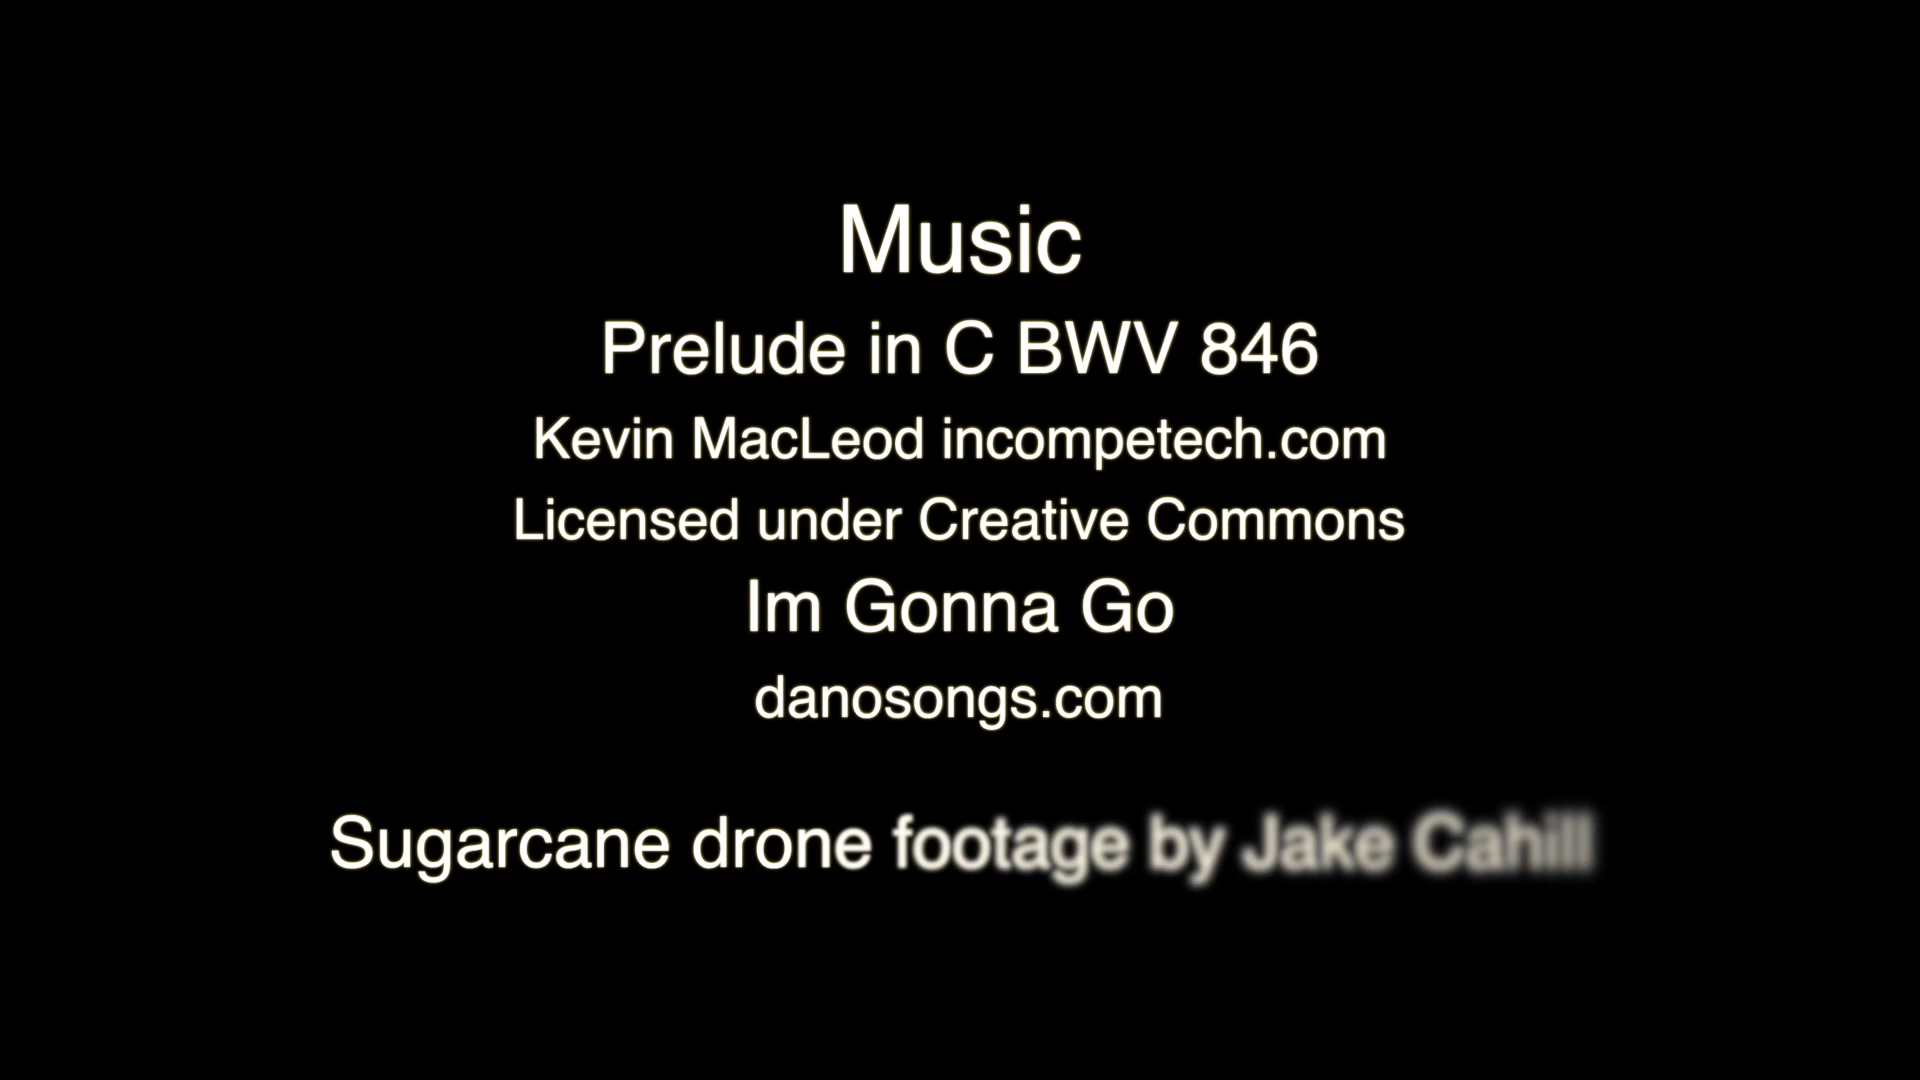 Music
Prelude in C BWV 846
Kevin MacLeod incompetech.com
Licensed under Creative Commons
Im Gonna Go
danosongs.com
Sugarcane drone footage by Jake Cahill